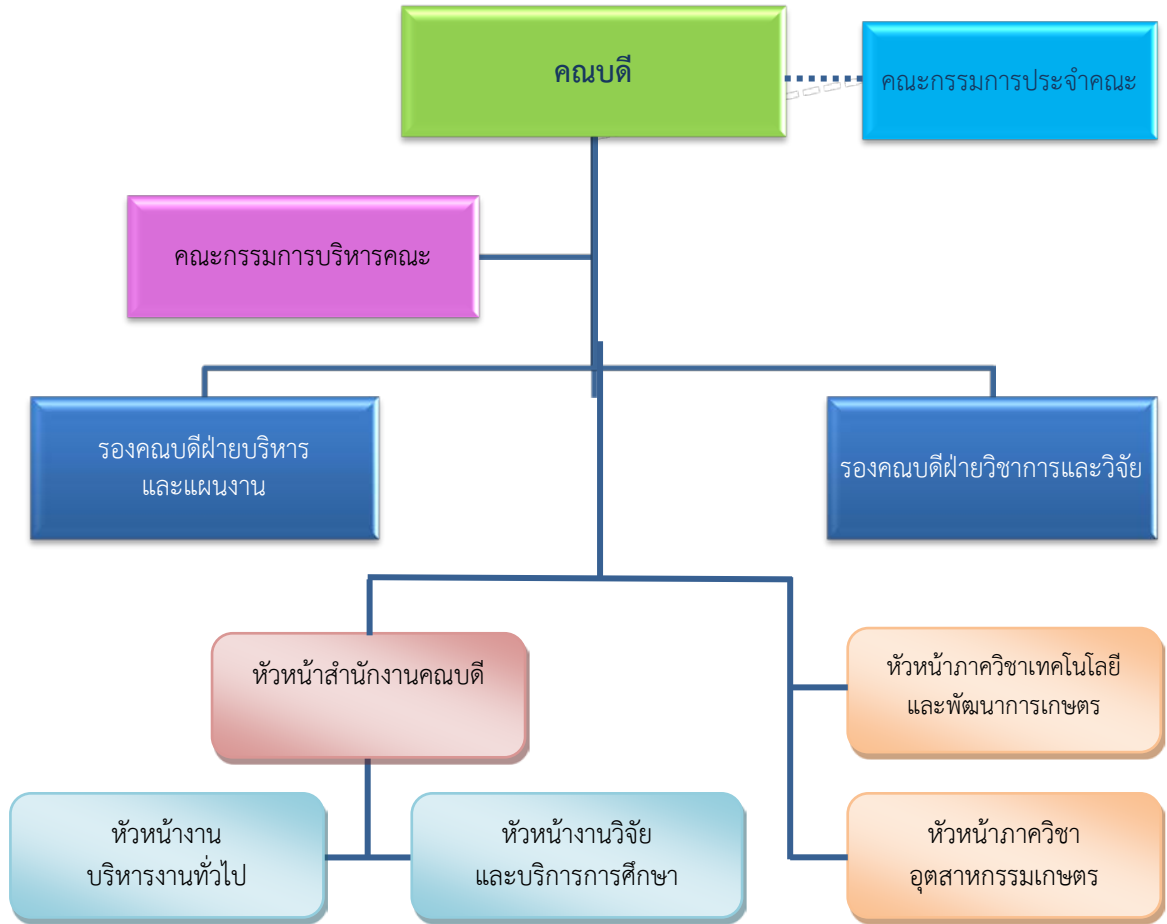 คณบดี
คณะกรรมการประจำคณะ
คณะกรรมการบริหารคณะ
รองคณบดีฝ่ายบริหาร
และแผนงาน
รองคณบดีฝ่ายวิชาการและวิจัย
หัวหน้าสำนักงานคณบดี
หัวหน้าภาควิชาเทคโนโลยี
และพัฒนาการเกษตร
หัวหน้างาน
บริหารงานทั่วไป
หัวหน้างานวิจัย
และบริการการศึกษา
หัวหน้าภาควิชา
อุตสาหกรรมเกษตร